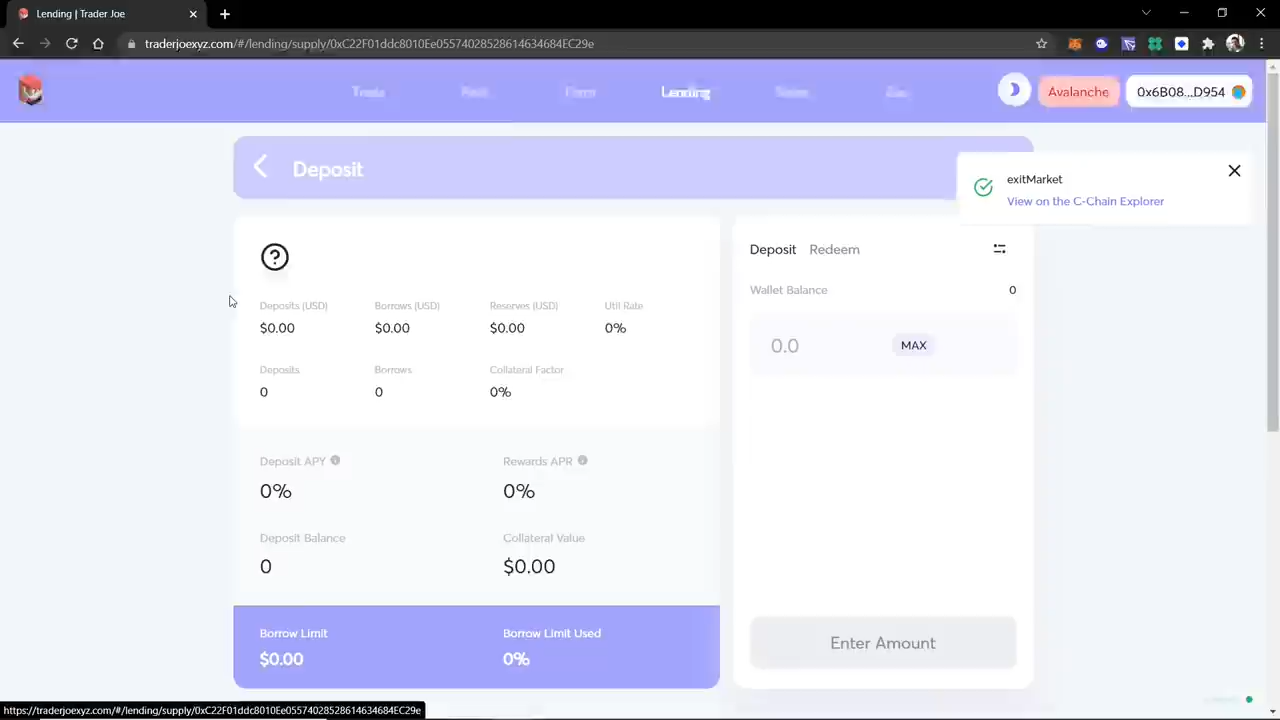 Lending | Trader Joe
traderjoexyz.com/#/lending/supply/0xC22F01ddc8010Ee05574028528614634684EC29e
Trade
Pool
Farm
Lending
Avalanche
0x6B08...D954
Deposit
exitMarket
View on the C-Chain Explorer
Deposit Redeem
Wallet Balance 0
0.0 MAX
Deposits (USD) Borrows (USD) Reserves (USD) Util Rate
$0.00 $0.00 $0.00 0%
Deposits Borrows Collateral Factor
0 0 0%
Deposit APY Rewards APR
0% 0%
Deposit Balance Collateral Value
0 $0.00
Borrow Limit Borrow Limit Used
$0.00 0%
Enter Amount
https://traderjoexyz.com/#/lending/supply/0xC22F01ddc8010Ee05574028528614634684EC29e